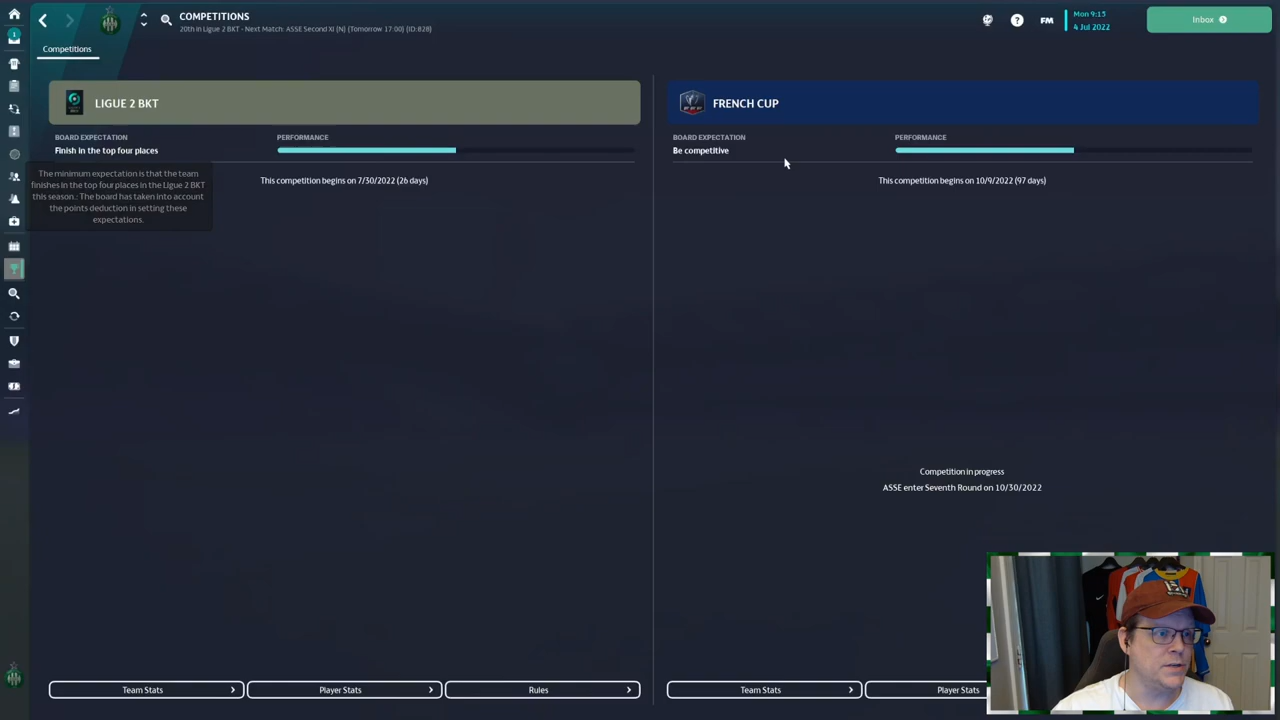 COMPETITIONS
20th in Ligue 2 BKT - Next Match: ASSE Second XI (N) (Tomorrow 17:00) (ID:828)
FM
Mon 9:15
4 Jul 2022
Inbox
1
Competitions
LIGUE 2 BKT
BOARD EXPECTATION
PERFORMANCE
Finish in the top four places
This competition begins on 7/30/2022 (26 days)
The minimum expectation is that the team
finishes in the top four places in the Ligue 2 BKT
this season.: The board has taken into account
the points deduction in setting these
expectations.
Team Stats
Player Stats
Rules
FRENCH CUP
BOARD EXPECTATION
PERFORMANCE
Be competitive
This competition begins on 10/9/2022 (97 days)
Competition in progress
ASSE enter Seventh Round on 10/30/2022
Team Stats
Player Stats